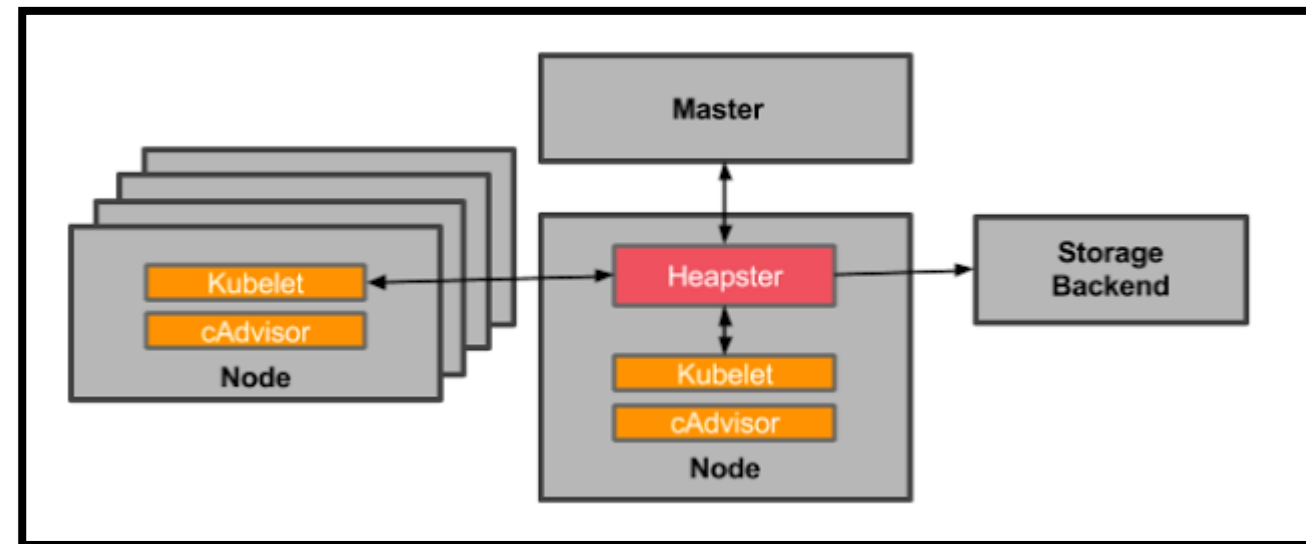 Master
Kubelet
cAdvisor
Node
Heapster
Kubelet
cAdvisor
Node
Storage
Backend